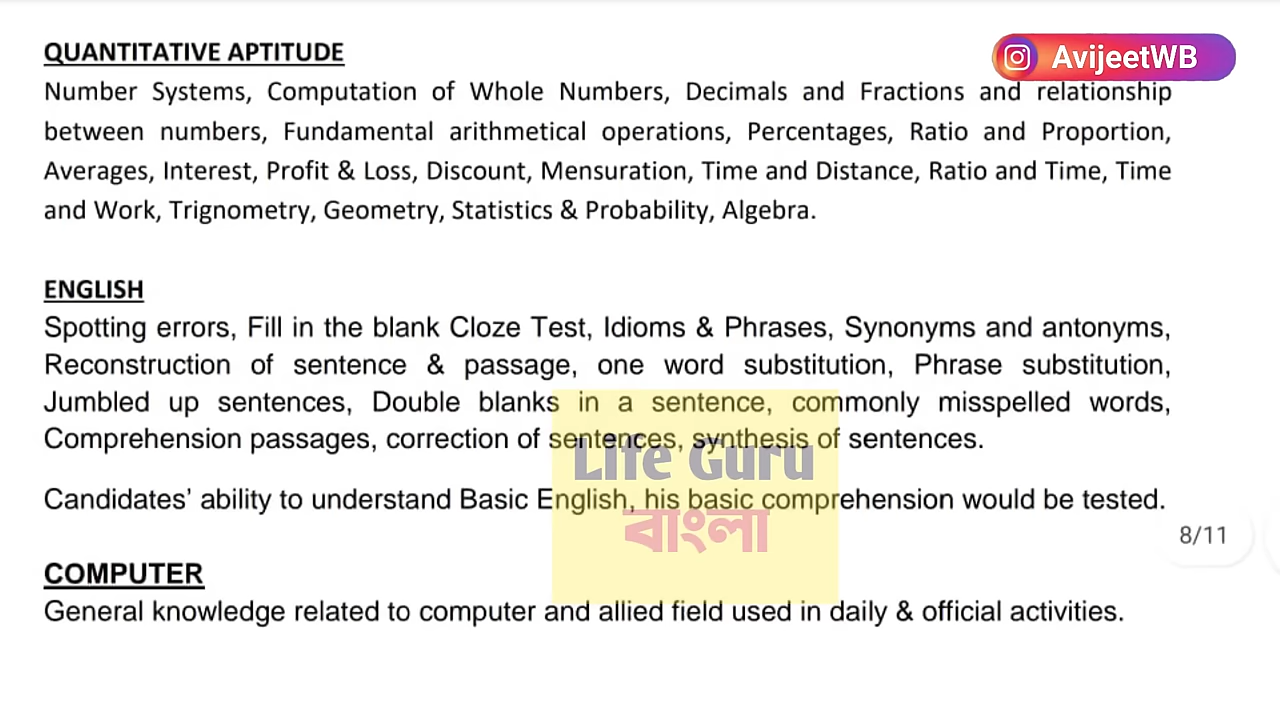 QUANTITATIVE APTITUDE
AvijeetWB
Number Systems, Computation of Whole Numbers, Decimals and Fractions and relationship
between numbers, Fundamental arithmetical operations, Percentages, Ratio and Proportion,
Averages, Interest, Profit & Loss, Discount, Mensuration, Time and Distance, Ratio and Time, Time
and Work, Trignometry, Geometry, Statistics & Probability, Algebra.
ENGLISH
Spotting errors, Fill in the blank Cloze Test, Idioms & Phrases, Synonyms and antonyms,
Reconstruction of sentence & passage, one word substitution, Phrase substitution,
Jumbled up sentences, Double blanks in a sentence, commonly misspelled words,
Comprehension passages, correction of sentences, synthesis of sentences.
Life Guru
Candidates’ ability to understand Basic English, his basic comprehension would be tested.
বাংলা
8/11
COMPUTER
General knowledge related to computer and allied field used in daily & official activities.